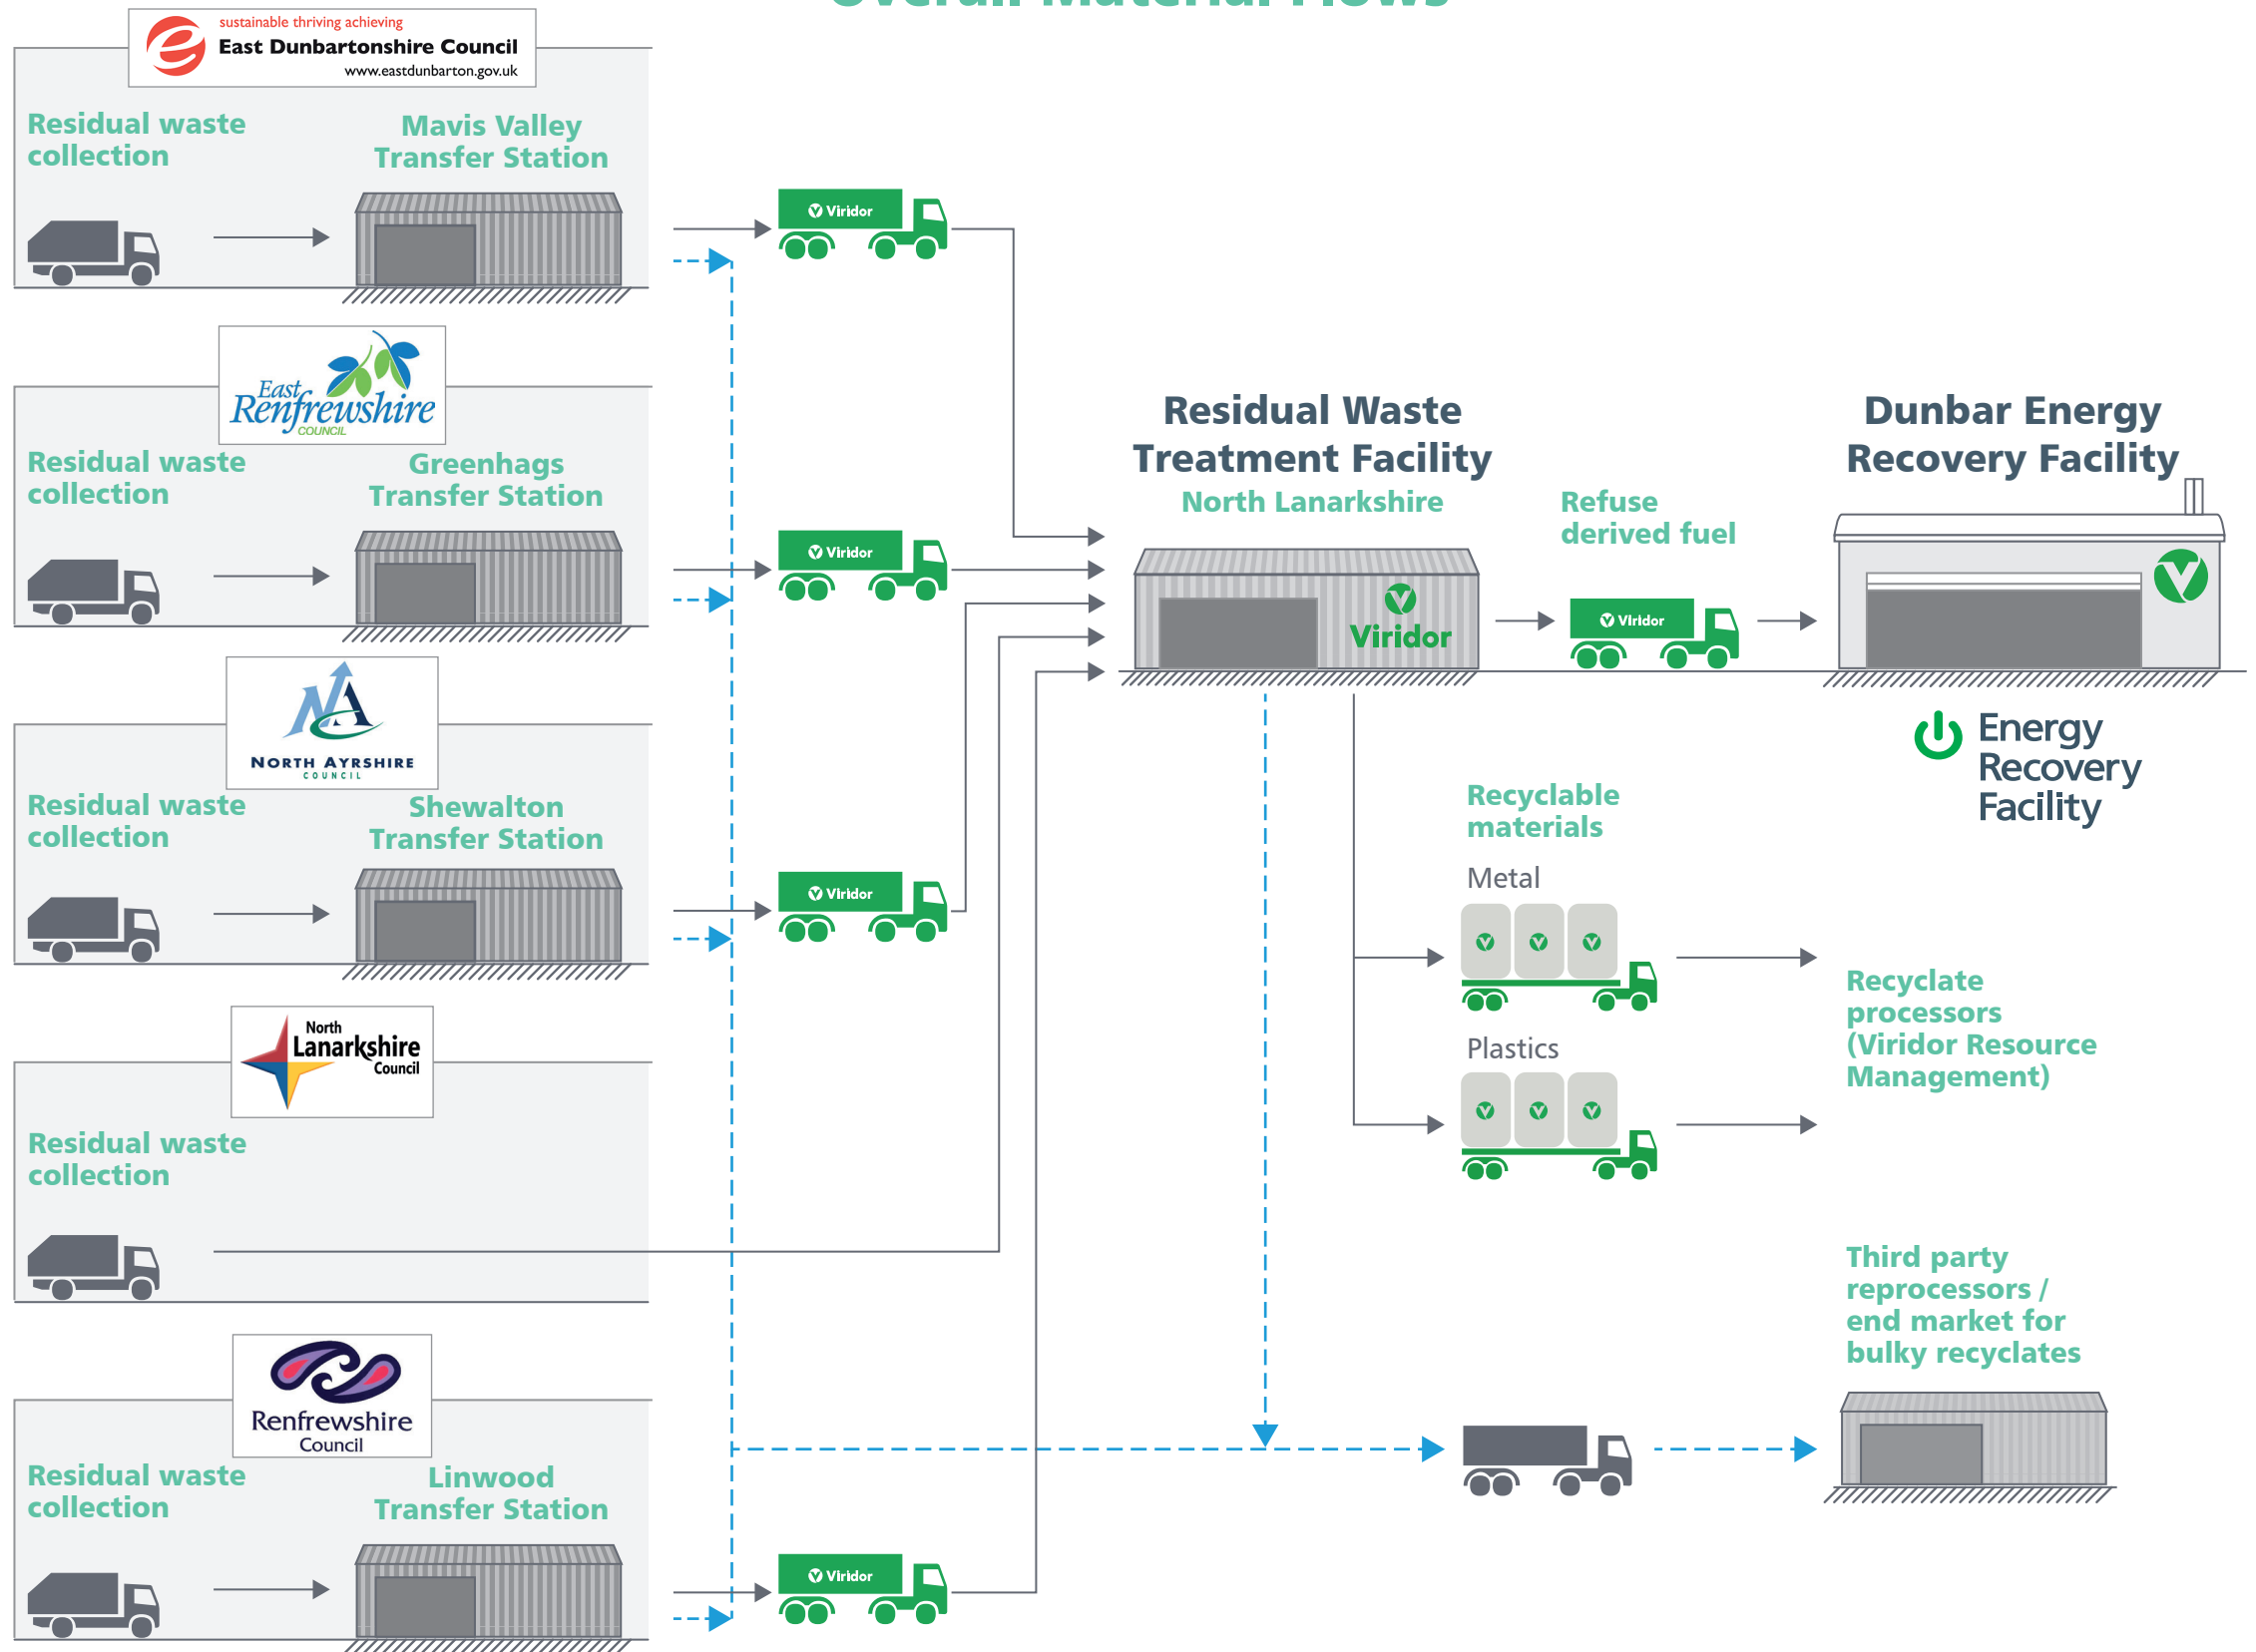 Overall Material Flows
sustainable thriving achieving
East Dunbartonshire Council
www.eastdunbarton.gov.uk
Residual waste
collection
Mavis Valley
Transfer Station
Viridor
East
Renfrewshire
COUNCIL
Residual waste
collection
Greenhags
Transfer Station
Viridor
NA
NORTH AYRSHIRE
COUNCIL
Residual waste
collection
Shewalton
Transfer Station
Viridor
North
Lanarkshire
Council
Residual waste
collection
Renfrewshire
Council
Residual waste
collection
Linwood
Transfer Station
Viridor
Residual Waste
Treatment Facility
North Lanarkshire
Viridor
Refuse
derived fuel
Viridor
Dunbar Energy
Recovery Facility
Energy
Recovery
Facility
Recyclable
materials
Metal
Plastics
Recyclate
processors
(Viridor Resource
Management)
Third party
reprocessors /
end market for
bulky recyclates